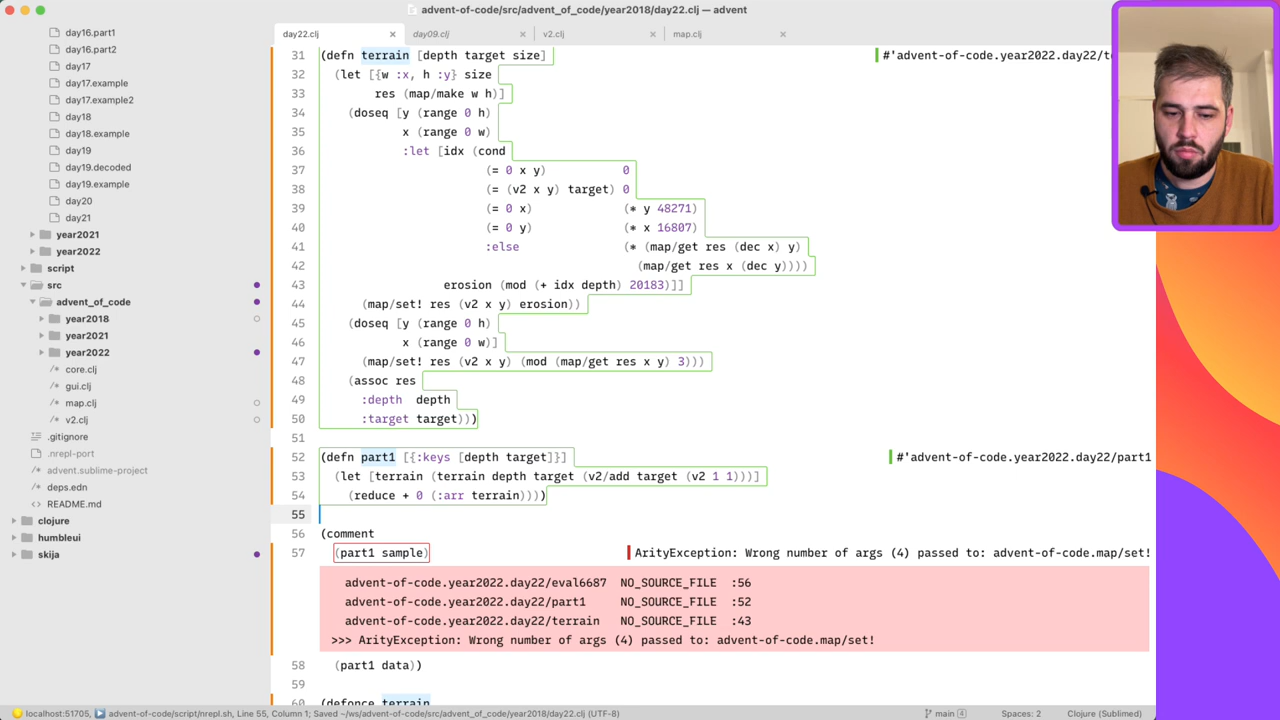 advent-of-code/src/advent_of_code/year2018/day22.clj — advent
day22.clj ×
day09.clj ×
v2.clj ×
map.clj ×
day16.part1
day16.part2
day17
day17.example
day17.example2
day18
day18.example
day19
day19.decoded
day19.example
day20
day21
year2021
year2022
script
src
advent_of_code
year2018
year2021
year2022
/* core.clj
/* gui.clj
/* map.clj
/* v2.clj
.gitignore
.nrepl-port
advent.sublime-project
deps.edn
README.md
clojure
humbleui
skija
31 (defn terrain [depth target size] #'advent-of-code.year2022.day22/te
32 (let [{w :x, h :y} size
33 res (map/make w h)]
34 (doseq [y (range 0 h)
35 x (range 0 w)
36 :let [idx (cond
37 (= 0 x y) 0
38 (= (v2 x y) target) 0
39 (= 0 x) (* y 48271)
40 (= 0 y) (* x 16807)
41 :else (* (map/get res (dec x) y)
42 (map/get res x (dec y))))
43 erosion (mod (+ idx depth) 20183)]]
44 (map/set! res (v2 x y) erosion))
45 (doseq [y (range 0 h)
46 x (range 0 w)]
47 (map/set! res (v2 x y) (mod (map/get res x y) 3)))
48 (assoc res
49 :depth depth
50 :target target)))
51
52 (defn part1 [{:keys [depth target]}] #'advent-of-code.year2022.day22/part1
53 (let [terrain (terrain depth target (v2/add target (v2 1 1)))]
54 (reduce + 0 (:arr terrain))))
55
56 (comment
57 (part1 sample) ArityException: Wrong number of args (4) passed to: advent-of-code.map/set!
advent-of-code.year2022.day22/eval6687 NO_SOURCE_FILE :56
advent-of-code.year2022.day22/part1 NO_SOURCE_FILE :52
advent-of-code.year2022.day22/terrain NO_SOURCE_FILE :43
>>> ArityException: Wrong number of args (4) passed to: advent-of-code.map/set!
58 (part1 data))
59
60 (defonce terrain
localhost:51705, advent-of-code/script/nrepl.sh, Line 55, Column 1; Saved ~/ws/advent-of-code/src/advent_of_code/year2018/day22.clj (UTF-8)
main 4
Spaces: 2
Clojure (Sublimed)